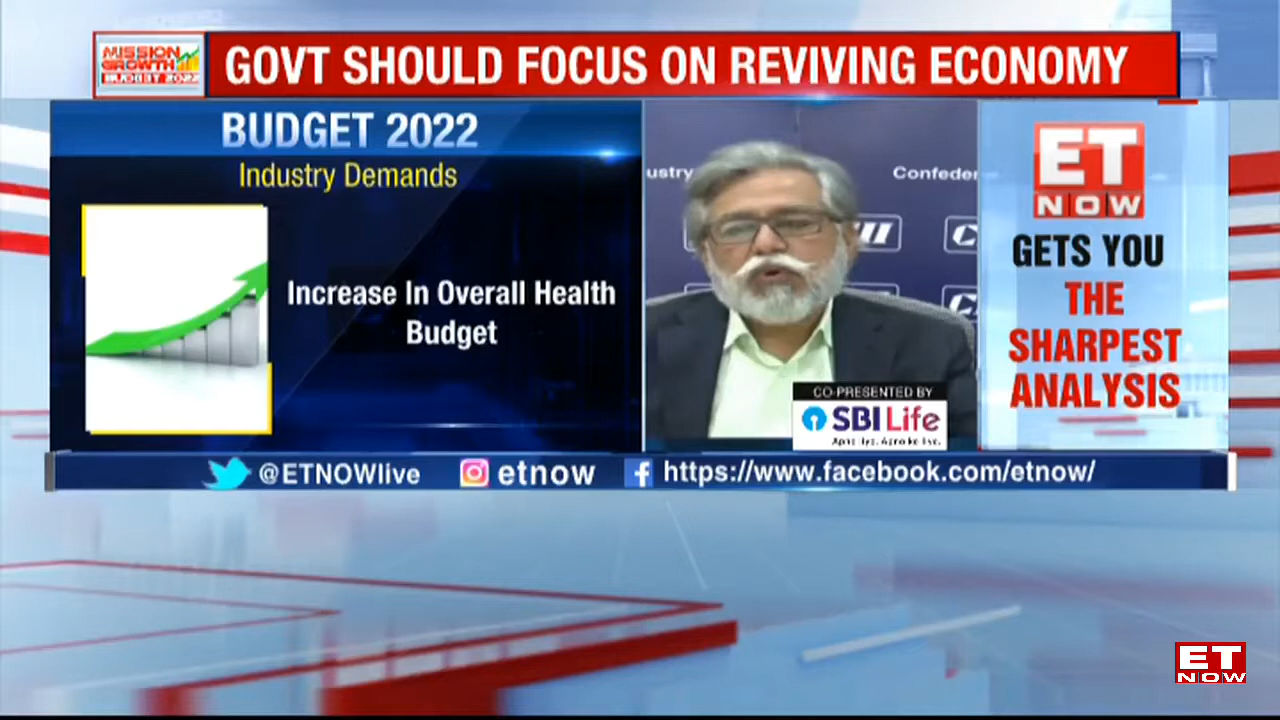 MISSION
GROWTH
BUDGET 2022
GOVT SHOULD FOCUS ON REVIVING ECONOMY
BUDGET 2022
Industry Demands
Increase In Overall Health
Budget
ustry
Confeder
CII
ET
NOW
GETS YOU
THE
SHARPEST
ANALYSIS
CO-PRESENTED BY
SBI Life
@ETNOWlive
etnow
https://www.facebook.com/etnow/
ET
NOW